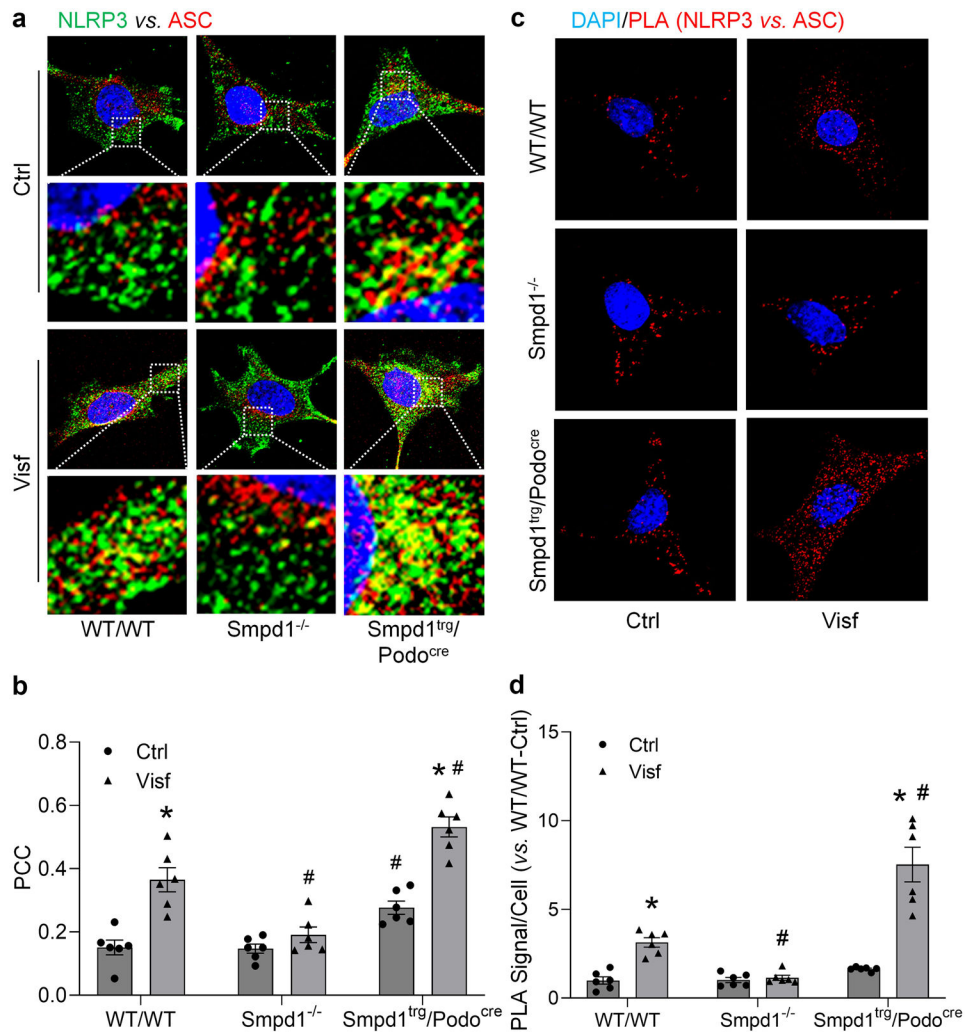 a
NLRP3 vs. ASC
Ctrl
Visf
WT/WT
Smpd1-/-
Smpd1trg/
Podocre
c
DAPI/PLA (NLRP3 vs. ASC)
WT/WT
Smpd1-/-
Smpd1trg/Podocre
Ctrl
Visf
b
PCC
0.8
0.6
0.4
0.2
0.0
Ctrl
Visf
*
#
#
* #
WT/WT
Smpd1-/-
Smpd1trg/Podocre
d
PLA Signal/Cell (vs. WT/WT-Ctrl)
15
10
5
0
Ctrl
Visf
*
#
* #
WT/WT
Smpd1-/-
Smpd1trg/Podocre